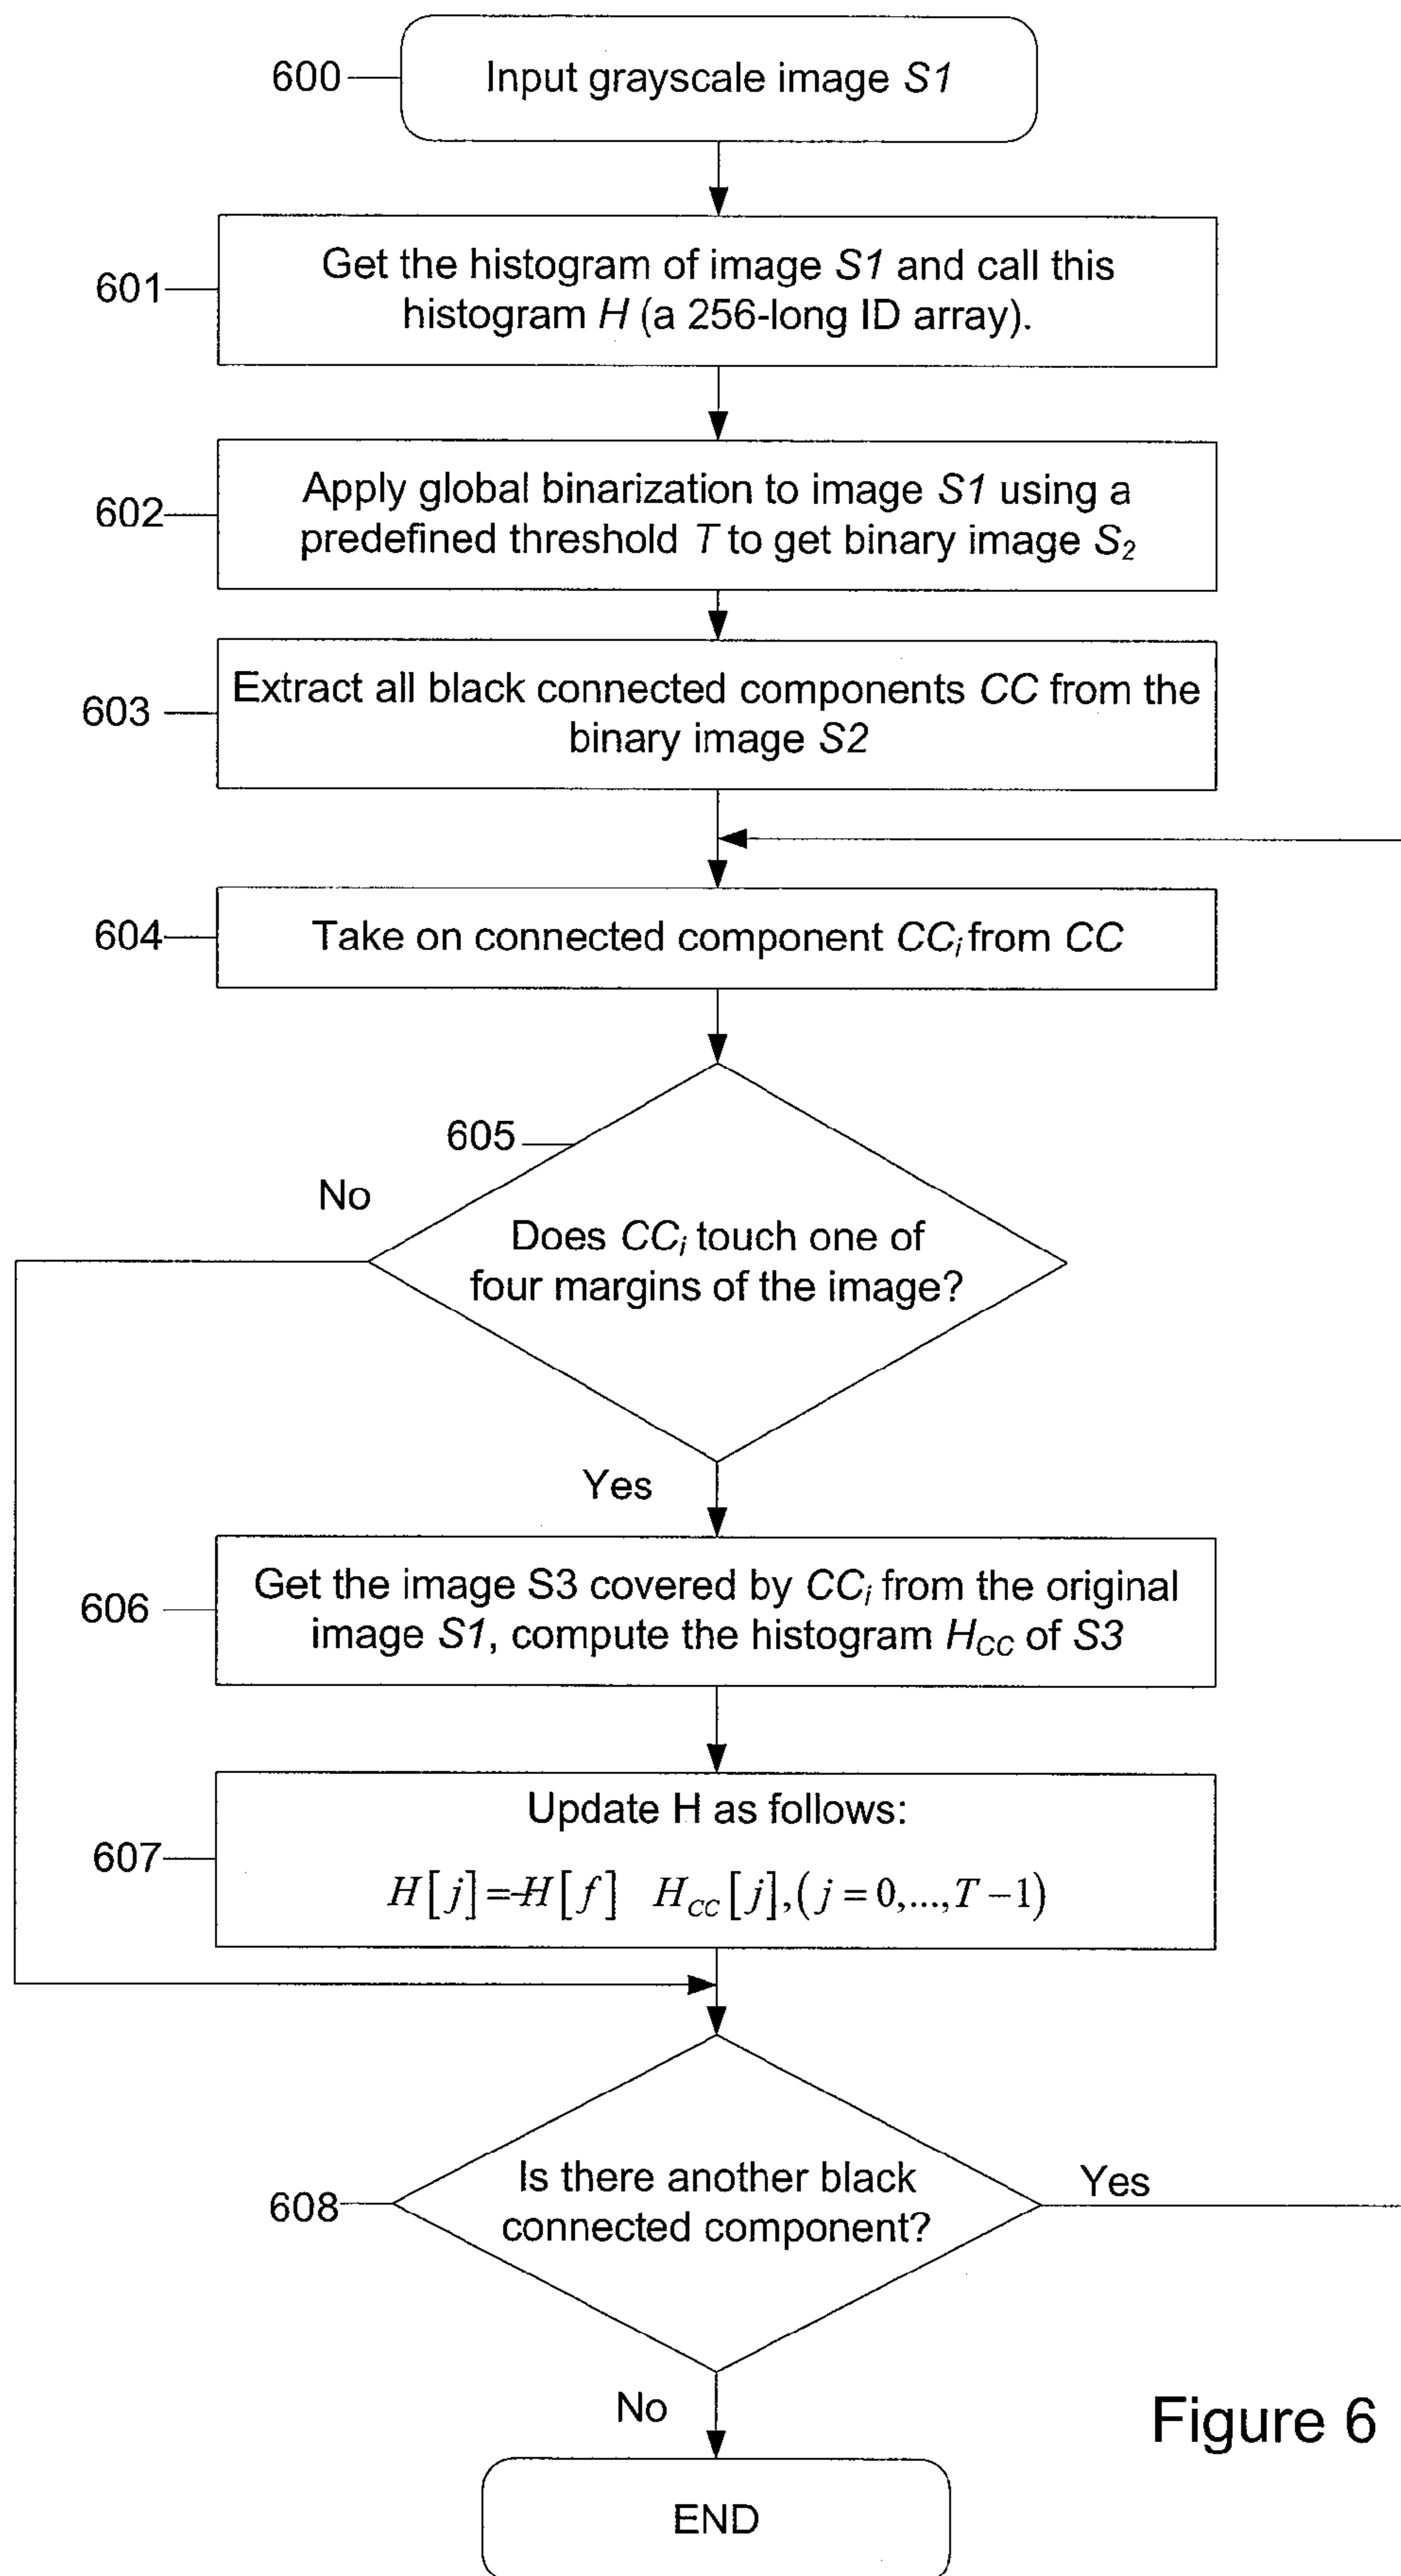 600
Input grayscale image S1
601
Get the histogram of image S1 and call this
histogram H (a 256-long ID array).
602
Apply global binarization to image S1 using a
predefined threshold T to get binary image S₂
603
Extract all black connected components CC from the
binary image S2
604
Take on connected component CCᵢ from CC
605
No
Does CCᵢ touch one of
four margins of the image?
Yes
606
Get the image S3 covered by CCᵢ from the original
image S1, compute the histogram H_CC of S3
607
Update H as follows:
H[j]=-H[f] H_CC[j],(j=0,...,T-1)
608
Is there another black
connected component?
Yes
No
Figure 6
END